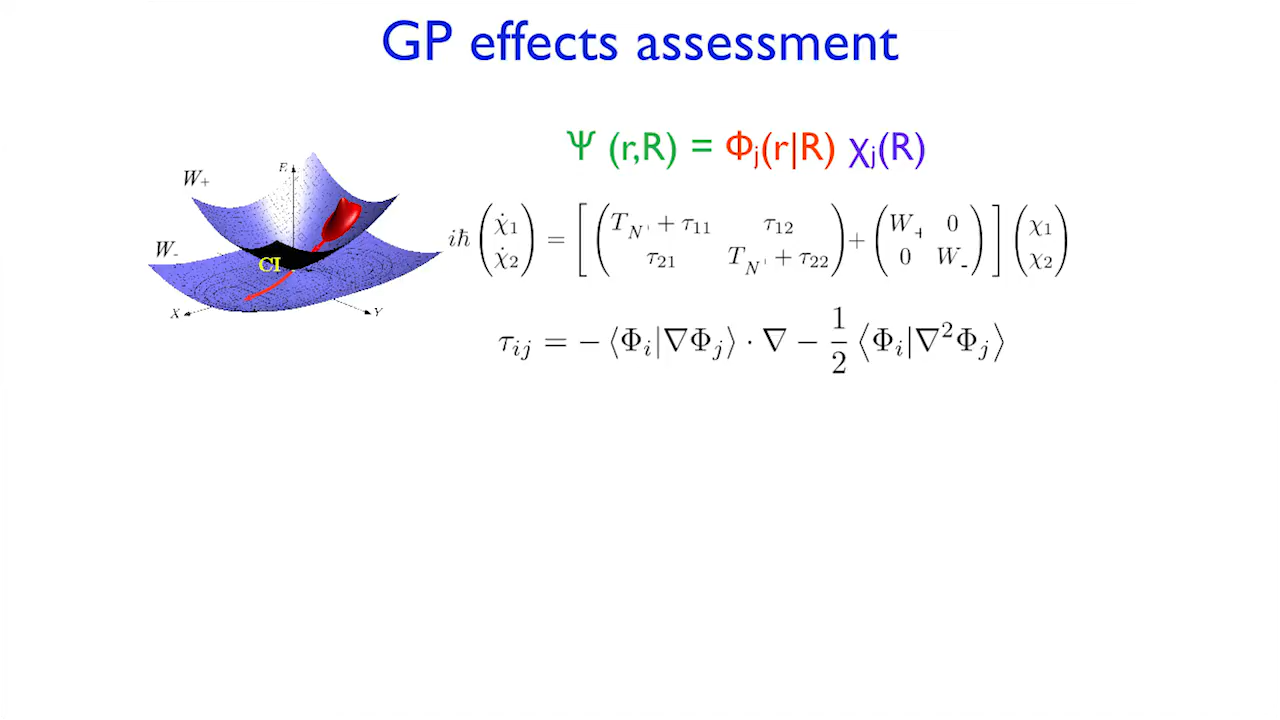 GP effects assessment
Ψ (r,R) = Φj(r|R) χj(R)
E
W+
W-
CI
X
Y
iħ (χ̇1 χ̇2) = [ (TN + τ11 τ12 τ21 TN + τ22) + (W+ 0 0 W-) ] (χ1 χ2)
τij = − ⟨Φi|∇Φj⟩ · ∇ − 1/2 ⟨Φi|∇²Φj⟩